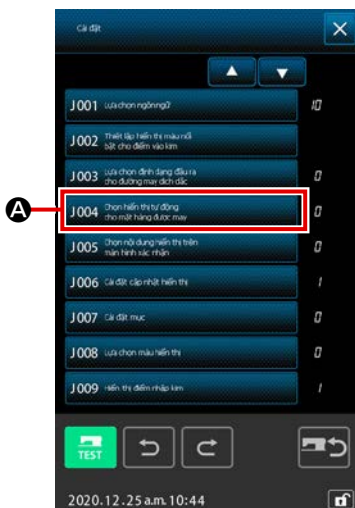 Cài đặt
J001 Lựa chọn ngôn ngữ 10
J002 Thiết lập hiển thị màu nổi
bật cho điểm vào kim
J003 Lựa chọn định dạng đầu ra
cho đường may dích dắc 0
A
J004 Chọn hiển thị tự động
cho mặt hàng được may 0
J005 Chọn nội dung hiển thị trên
màn hình xác nhận 0
J006 Cài đặt cập nhật hiển thị 1
J007 Cài đặt mục 0
J008 Lựa chọn màu hiển thị 0
J009 Hiển thị điểm nhập kim 1
TEST
2020.12.25 a.m. 10:44